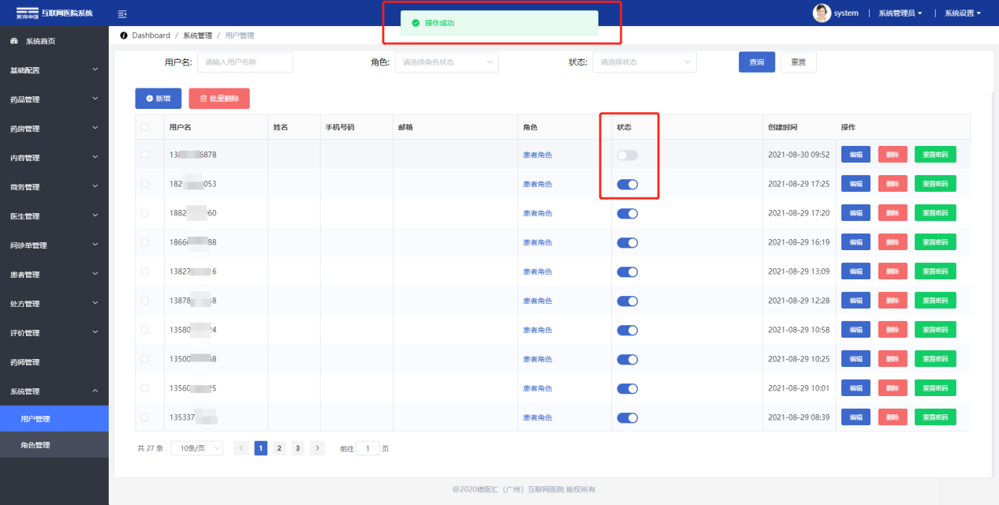 互联网医院系统
system | 系统管理员 | 系统设置
操作成功
Dashboard / 系统管理 / 用户管理
系统首页
基础配置
药品管理
药房管理
内容管理
商务管理
医生管理
问诊单管理
患者管理
处方管理
评价管理
药师管理
系统管理
用户管理
角色管理
用户名: 请输入用户名称 角色: 请选择角色状态 状态: 请选择状态 查询 重置
新增 批量删除
用户名 姓名 手机号码 邮箱 角色 状态 创建时间 操作
13 6878 患者角色 2021-08-30 09:52 编辑 删除 重置密码
182 053 患者角色 2021-08-29 17:25 编辑 删除 重置密码
1882 60 患者角色 2021-08-29 17:20 编辑 删除 重置密码
1866 88 患者角色 2021-08-29 16:19 编辑 删除 重置密码
13827 6 患者角色 2021-08-29 13:09 编辑 删除 重置密码
13878 8 患者角色 2021-08-29 12:28 编辑 删除 重置密码
13580 4 患者角色 2021-08-29 10:58 编辑 删除 重置密码
13500 8 患者角色 2021-08-29 10:25 编辑 删除 重置密码
13560 5 患者角色 2021-08-29 10:01 编辑 删除 重置密码
135337 患者角色 2021-08-29 08:39 编辑 删除 重置密码
共 27 条 10条/页 < 1 2 3 > 前往 1 页
@2020德医汇（广州）互联网医院 版权所有